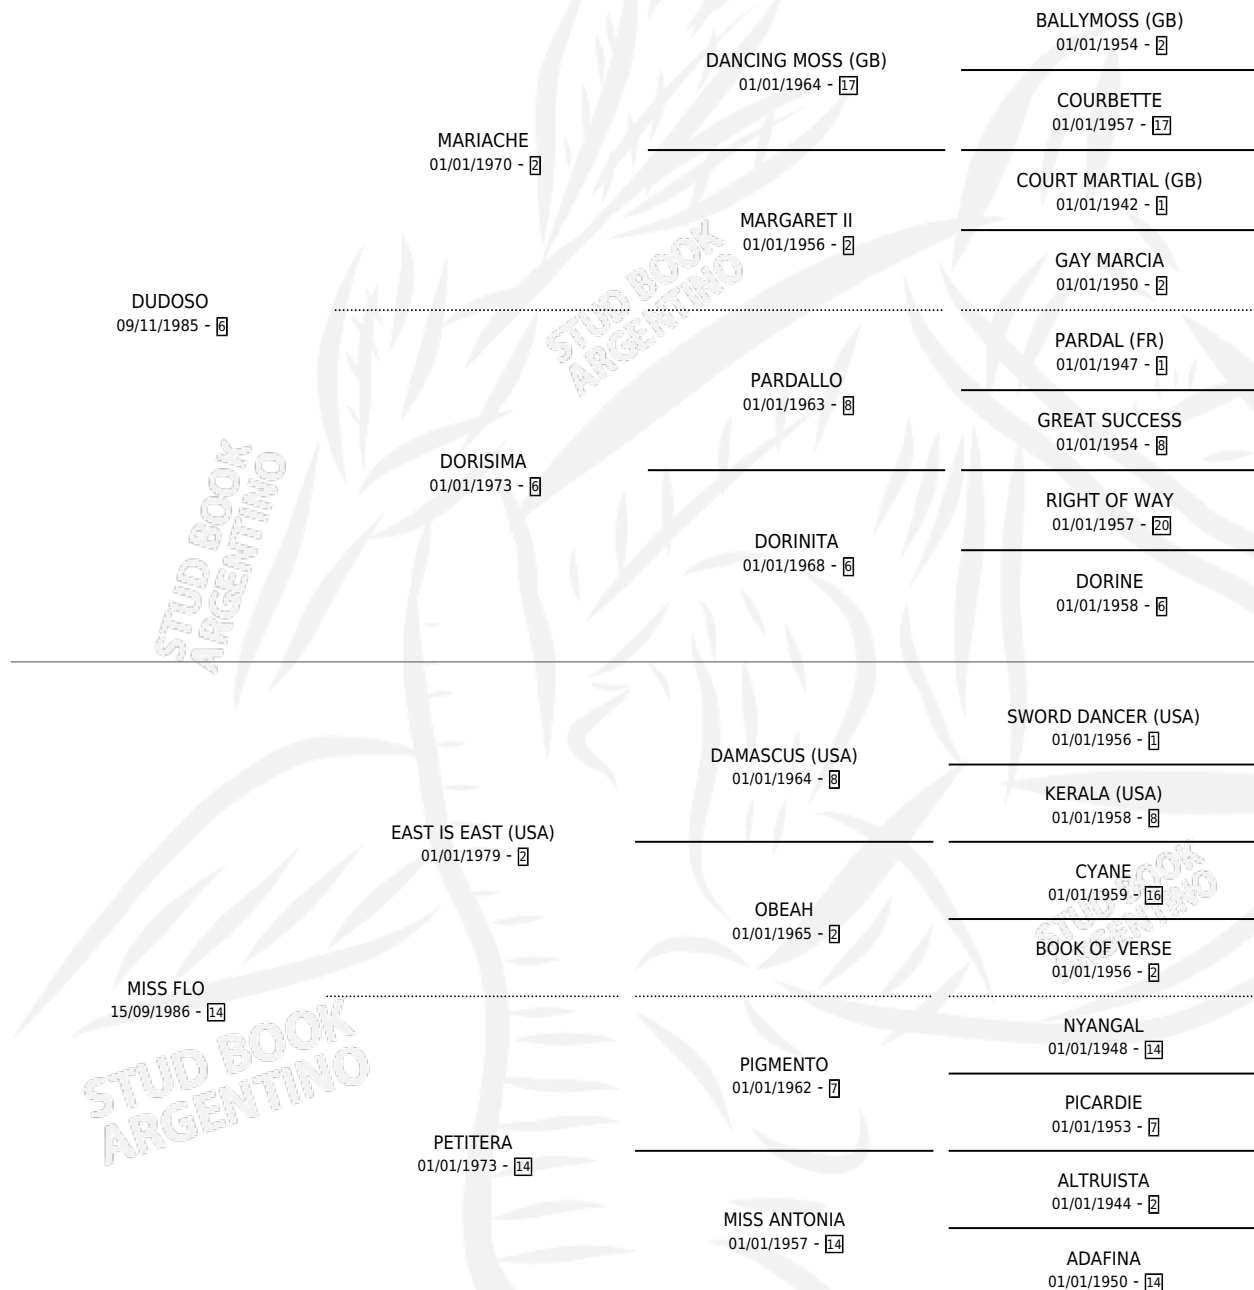 BALLYMOSS (GB)
01/01/1954 - 2
DANCING MOSS (GB)
01/01/1964 - 17
COURBETTE
01/01/1957 - 17
MARIACHE
01/01/1970 - 2
COURT MARTIAL (GB)
01/01/1942 - 1
MARGARET II
01/01/1956 - 2
GAY MARCIA
01/01/1950 - 2
DUDOSO
09/11/1985 - 6
PARDAL (FR)
01/01/1947 - 1
PARDALLO
01/01/1963 - 8
GREAT SUCCESS
01/01/1954 - 8
DORISIMA
01/01/1973 - 6
RIGHT OF WAY
01/01/1957 - 20
DORINITA
01/01/1968 - 6
DORINE
01/01/1958 - 6
STUD BOOK
ARGENTINO
STUD BOOK
ARGENTINO
SWORD DANCER (USA)
01/01/1956 - 1
DAMASCUS (USA)
01/01/1964 - 8
KERALA (USA)
01/01/1958 - 8
EAST IS EAST (USA)
01/01/1979 - 2
CYANE
01/01/1959 - 16
OBEAH
01/01/1965 - 2
BOOK OF VERSE
01/01/1956 - 2
STUD BOOK
ARGENTINO
MISS FLO
15/09/1986 - 14
NYANGAL
01/01/1948 - 14
PIGMENTO
01/01/1962 - 7
PICARDIE
01/01/1953 - 7
PETITERA
01/01/1973 - 14
ALTRUISTA
01/01/1944 - 2
MISS ANTONIA
01/01/1957 - 14
ADAFINA
01/01/1950 - 14
STUD BOOK
ARGENTINO